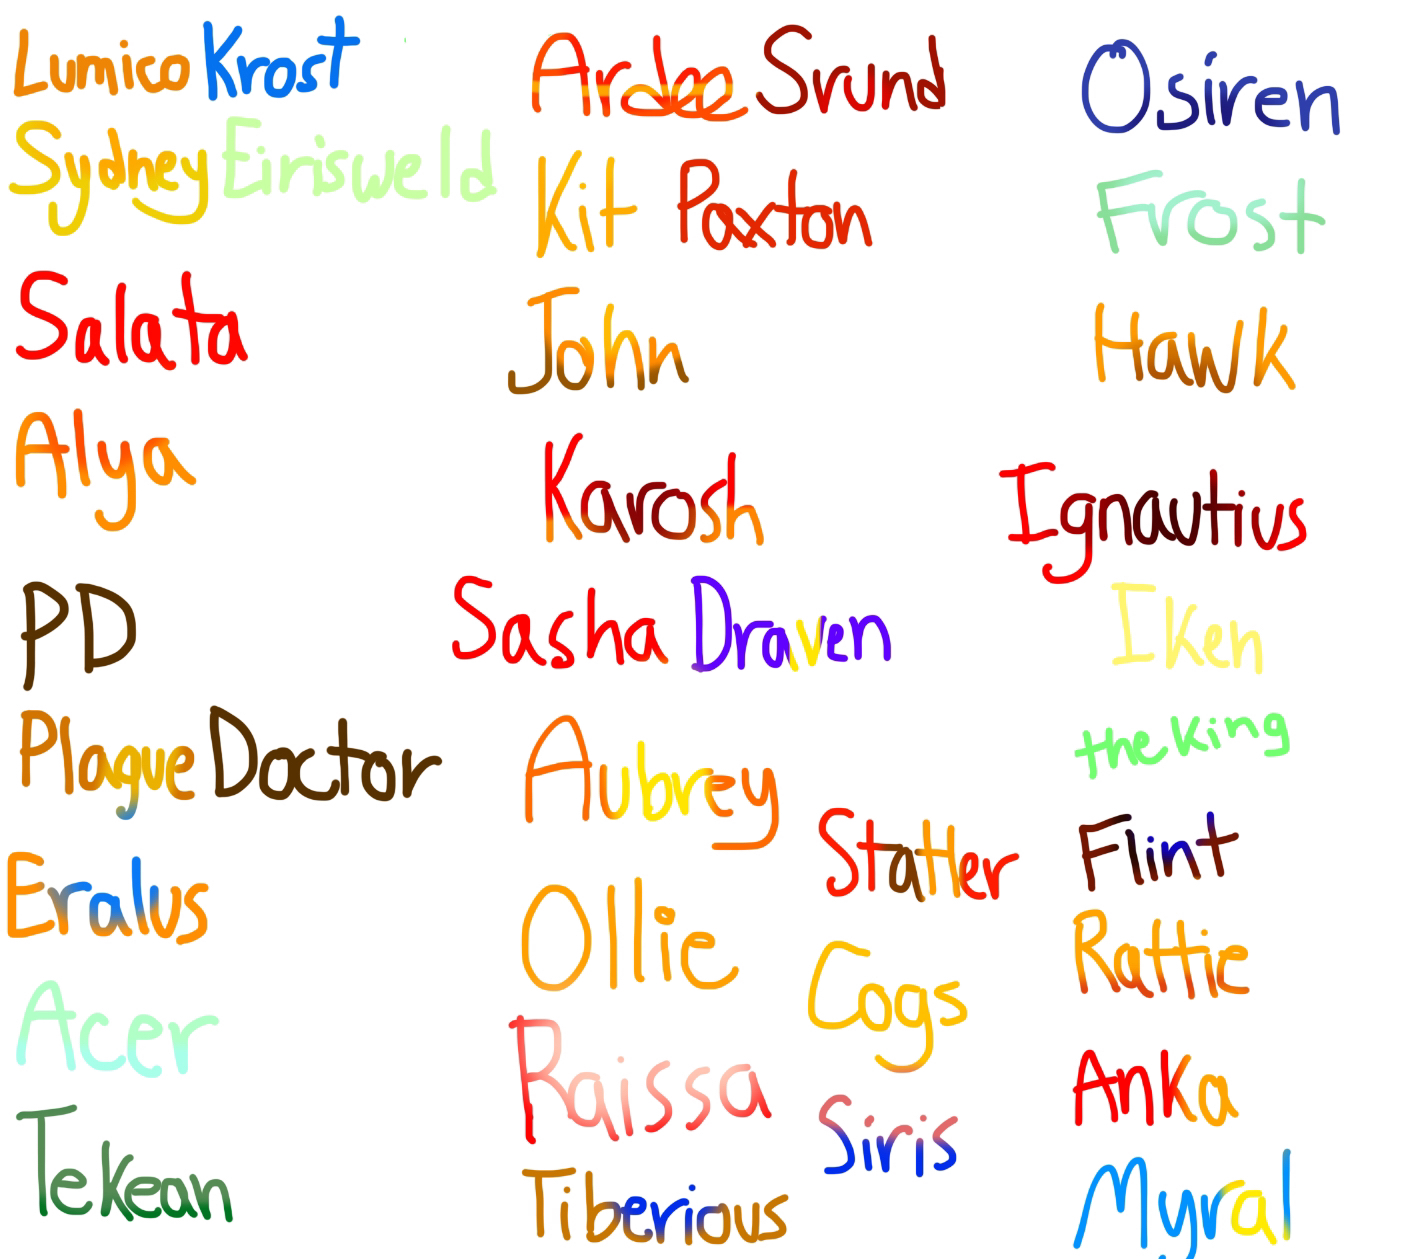 Lumico Krost
Sydney Eirisweld
Salata
Alya
PD
Plague Doctor
Eralus
Acer
Tekean
Ardee Srund
Kit Paxton
John
Karosh
Sasha Draven
Aubrey
Ollie
Raissa
Tiberious
Statler
Cogs
Siris
Osiren
Frost
Hawk
Ignautius
Iken
the King
Flint
Rattie
Anka
Myral